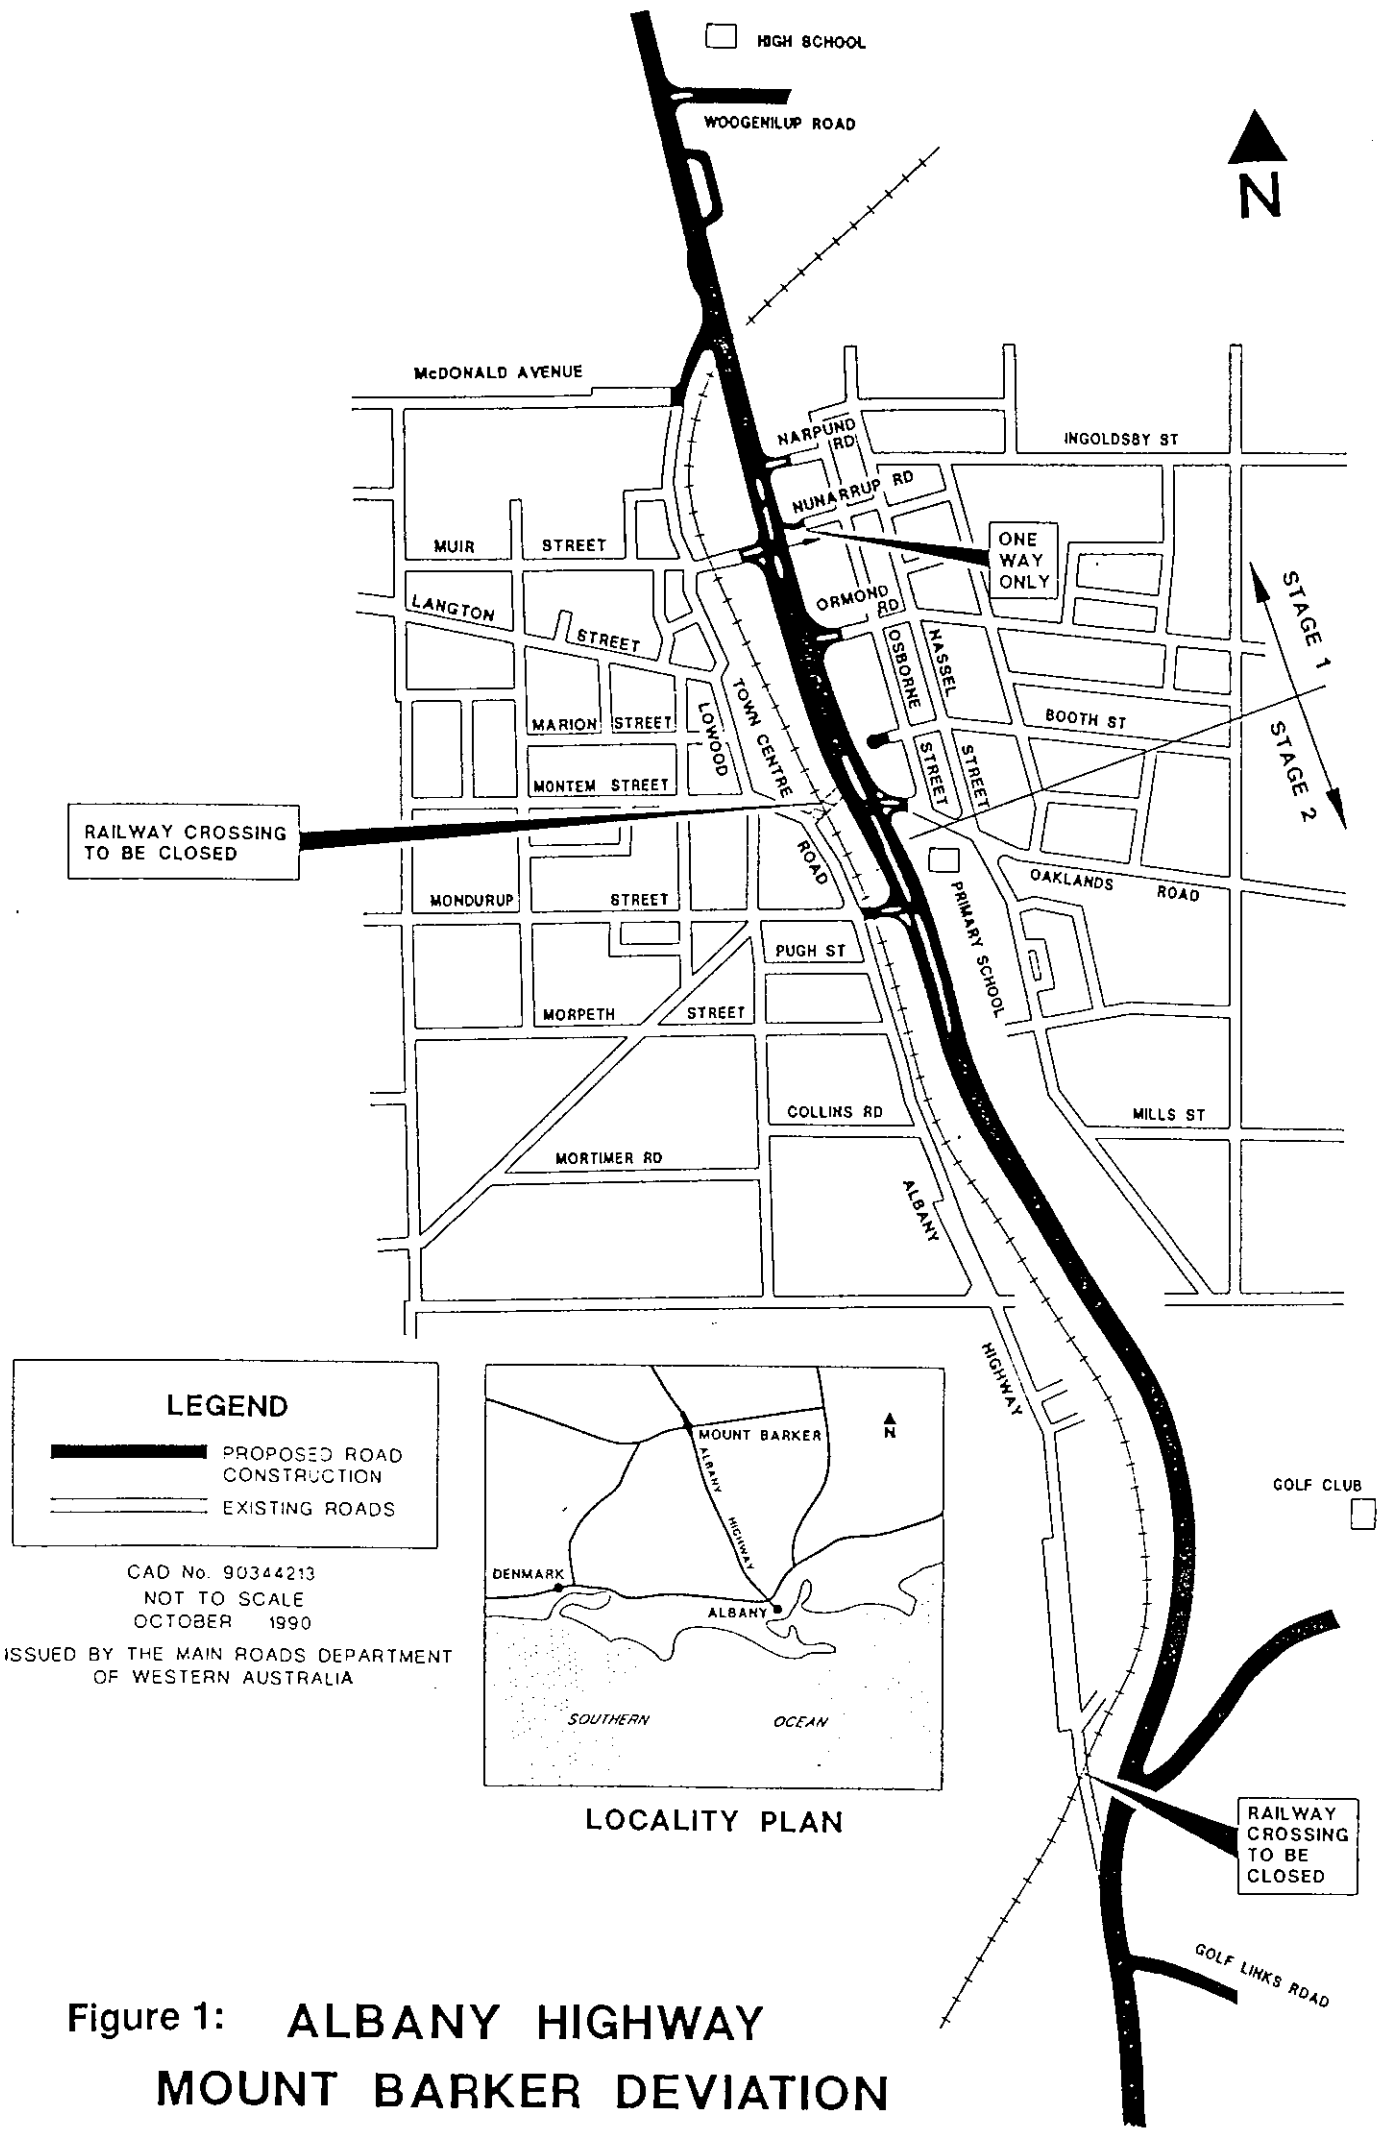 HIGH SCHOOL
WOOGENILUP ROAD
N
McDONALD AVENUE
NARPUND
RD
INGOLDSBY ST
NUNARRUP RD
ONE
WAY
ONLY
MUIR STREET
ORMOND
RD
LANGTON
STREET
STAGE 1
STAGE 2
OSBORNE
STREET
NASSEL
STREET
TOWN CENTRE
LOWOOD
ROAD
MARION STREET
BOOTH ST
MONTEM STREET
RAILWAY CROSSING
TO BE CLOSED
OAKLANDS ROAD
PRIMARY SCHOOL
MONDURUP STREET
PUGH ST
MORPETH STREET
COLLINS RD
MILLS ST
MORTIMER RD
ALBANY
HIGHWAY
LEGEND
PROPOSED ROAD
CONSTRUCTION
EXISTING ROADS
CAD No. 90344213
NOT TO SCALE
OCTOBER 1990
ISSUED BY THE MAIN ROADS DEPARTMENT
OF WESTERN AUSTRALIA
N
MOUNT BARKER
ALBANY
HIGHWAY
DENMARK
ALBANY
SOUTHERN OCEAN
LOCALITY PLAN
GOLF CLUB
RAILWAY
CROSSING
TO BE
CLOSED
GOLF LINKS ROAD
Figure 1: ALBANY HIGHWAY
MOUNT BARKER DEVIATION